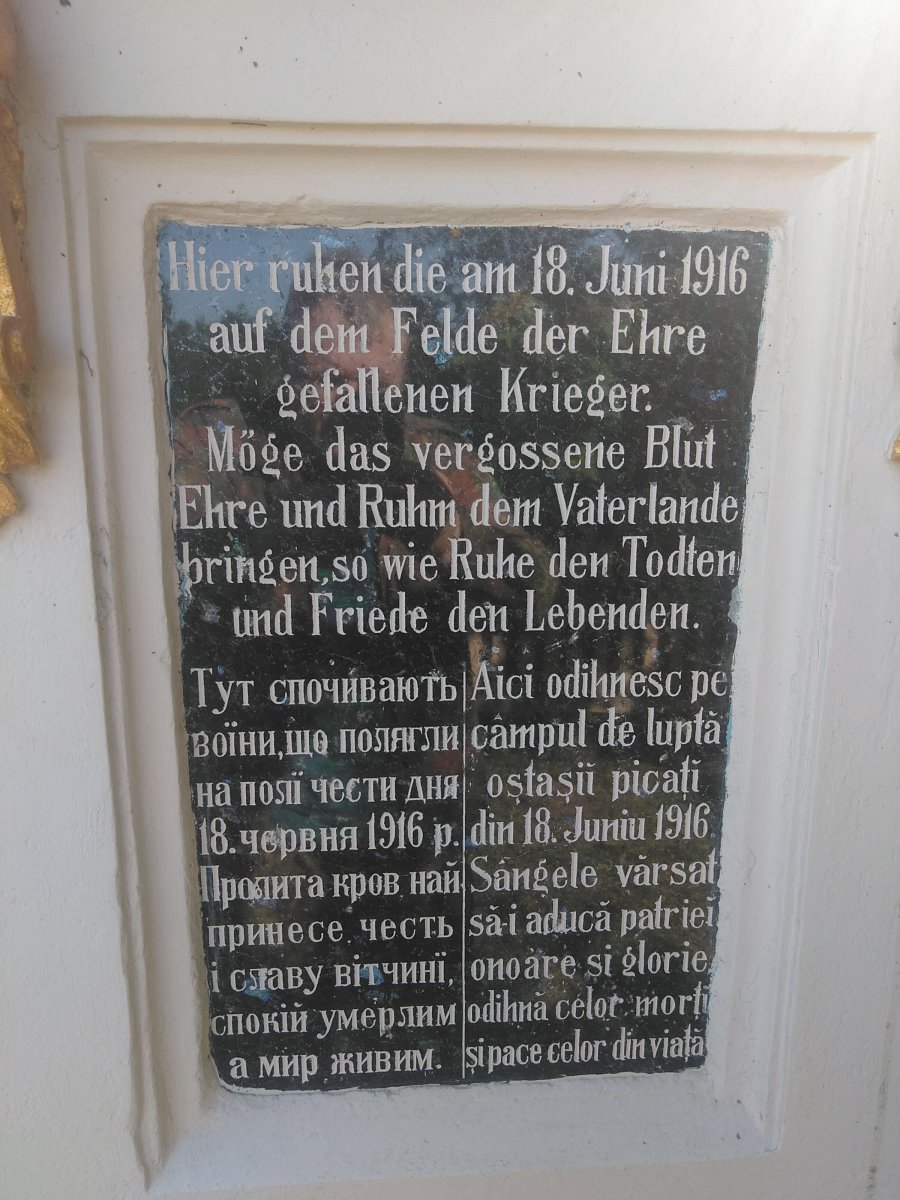 Hier ruhen die am 18. Juni 1916
auf dem Felde der Ehre
gefallenen Krieger.
Möge das vergossene Blut
Ehre und Ruhm dem Vaterlande
bringen, so wie Ruhe den Todten
und Friede den Lebenden.
Тут спочивають
воїни, що полягли
на полї чести дня
18. червня 1916 р.
Пролита кров най
принесе честь
і славу вітчинї,
спокій умерлим
а мир живим.
Aici odihnesc pe
câmpul de luptă
ostașii picați
din 18. Juniu 1916
Sângele vărsat
să-i aducă patriei
onoare si glorie
odihnă celor morți
și pace celor din viață